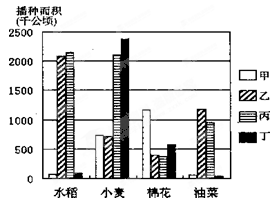 播种面积
(千公顷)
2500
2000
1500
1000
500
0
水稻 小麦 棉花 油菜
甲
乙
丙
丁